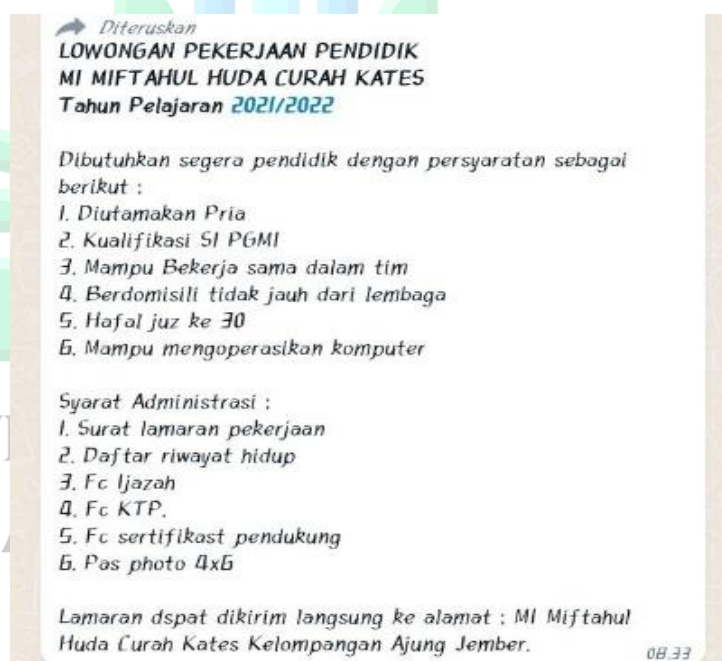 Diteruskan
LOWONGAN PEKERJAAN PENDIDIK
MI MIFTAHUL HUDA CURAH KATES
Tahun Pelajaran 2021/2022
Dibutuhkan segera pendidik dengan persyaratan sebagai
berikut :
1. Diutamakan Pria
2. Kualifikasi S1 PGMI
3. Mampu Bekerja sama dalam tim
4. Berdomisili tidak jauh dari lembaga
5. Hafal juz ke 30
6. Mampu mengoperasikan komputer
Syarat Administrasi :
1. Surat lamaran pekerjaan
2. Daftar riwayat hidup
3. Fc Ijazah
4. Fc KTP.
5. Fc sertifikast pendukung
6. Pas photo 4x6
Lamaran dspat dikirim langsung ke alamat : MI Miftahul
Huda Curah Kates Kelompangan Ajung Jember.
08.33